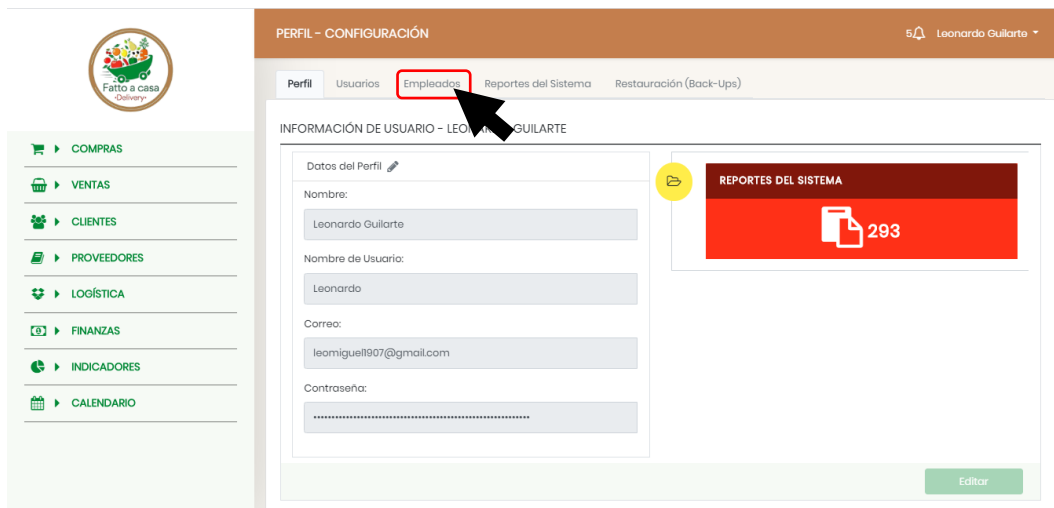 PERFIL - CONFIGURACIÓN
5 Leonardo Guilarte
Fatto a casa
-Delivery-
Perfil Usuarios Empleados Reportes del Sistema Restauración (Back-Ups)
INFORMACIÓN DE USUARIO - GUILARTE
COMPRAS
VENTAS
CLIENTES
PROVEEDORES
LOGÍSTICA
FINANZAS
INDICADORES
CALENDARIO
Datos del Perfil
Nombre:
Leonardo Guilarte
Nombre de Usuario:
Leonardo
Correo:
leomiguel1907@gmail.com
Contraseña:
REPORTES DEL SISTEMA
293
Editar